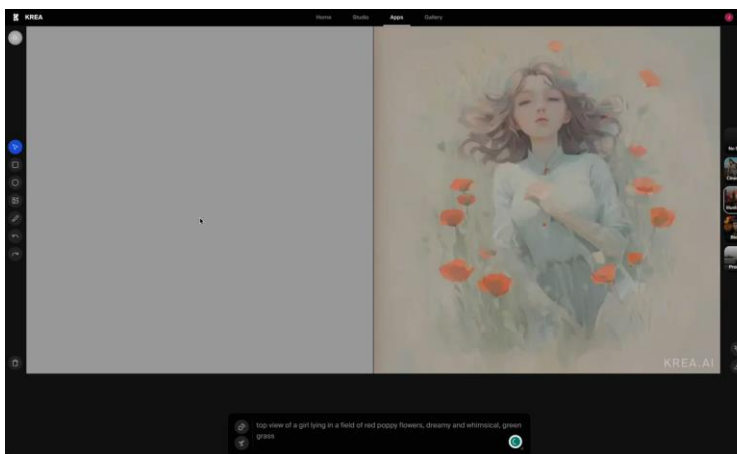 KREA
Home Studio Apps Gallery
KREA.AI
top view of a girl lying in a field of red poppy flowers, dreamy and whimsical, green
grass